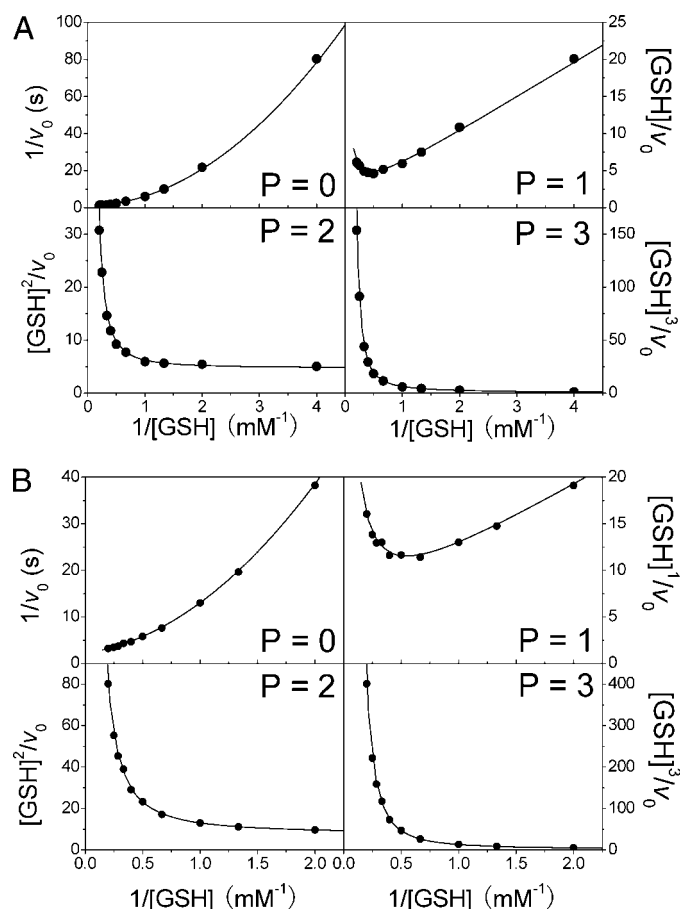 A
100
80
60
40
20
0
1/v₀ (s)
P = 0
25
20
15
10
5
0
[GSH]/v₀
P = 1
30
20
10
0
[GSH]²/v₀
P = 2
150
100
50
0
[GSH]³/v₀
P = 3
0 1 2 3 4
0 1 2 3 4
1/[GSH] (mM⁻¹)
1/[GSH] (mM⁻¹)
B
40
30
20
10
0
1/v₀ (s)
P = 0
20
15
10
5
0
[GSH]¹/v₀
P = 1
80
60
40
20
0
[GSH]²/v₀
P = 2
400
300
200
100
0
[GSH]³/v₀
P = 3
0.0 0.5 1.0 1.5 2.0
0.0 0.5 1.0 1.5 2.0
1/[GSH] (mM⁻¹)
1/[GSH] (mM⁻¹)